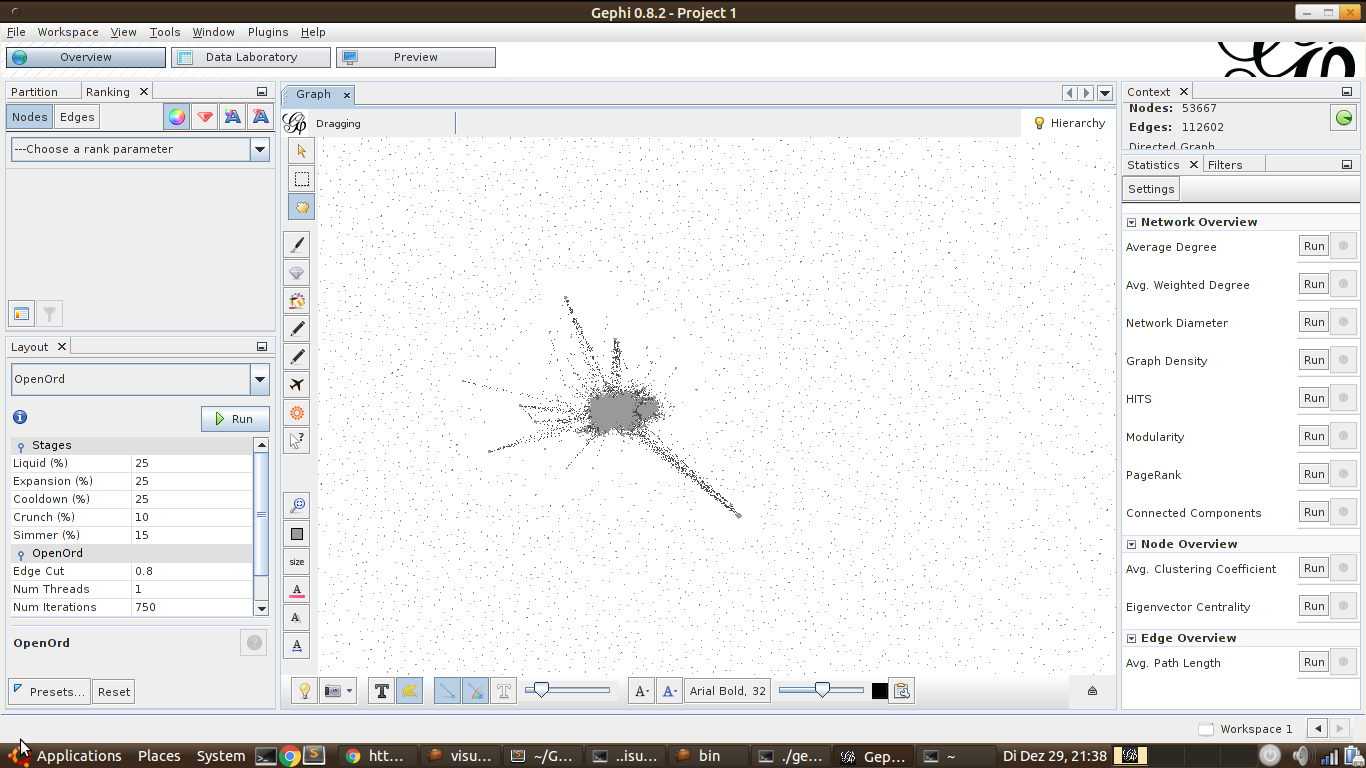 Gephi 0.8.2 - Project 1
File Workspace View Tools Window Plugins Help
Overview Data Laboratory Preview
Partition Ranking
Nodes Edges
---Choose a rank parameter
Layout
OpenOrd
Run
Stages
Liquid (%) 25
Expansion (%) 25
Cooldown (%) 25
Crunch (%) 10
Simmer (%) 15
OpenOrd
Edge Cut 0.8
Num Threads 1
Num Iterations 750
OpenOrd
Presets... Reset
Graph
Dragging
Hierarchy
size
A
A
A
T T A A Arial Bold, 32
Context
Nodes: 53667
Edges: 112602
Directed Graph
Statistics Filters
Settings
Network Overview
Average Degree Run
Avg. Weighted Degree Run
Network Diameter Run
Graph Density Run
HITS Run
Modularity Run
PageRank Run
Connected Components Run
Node Overview
Avg. Clustering Coefficient Run
Eigenvector Centrality Run
Edge Overview
Avg. Path Length Run
Workspace 1
Applications Places System htt... visu... ~/G... ..isu... bin ./ge... Gep... ~ Di Dez 29, 21:38